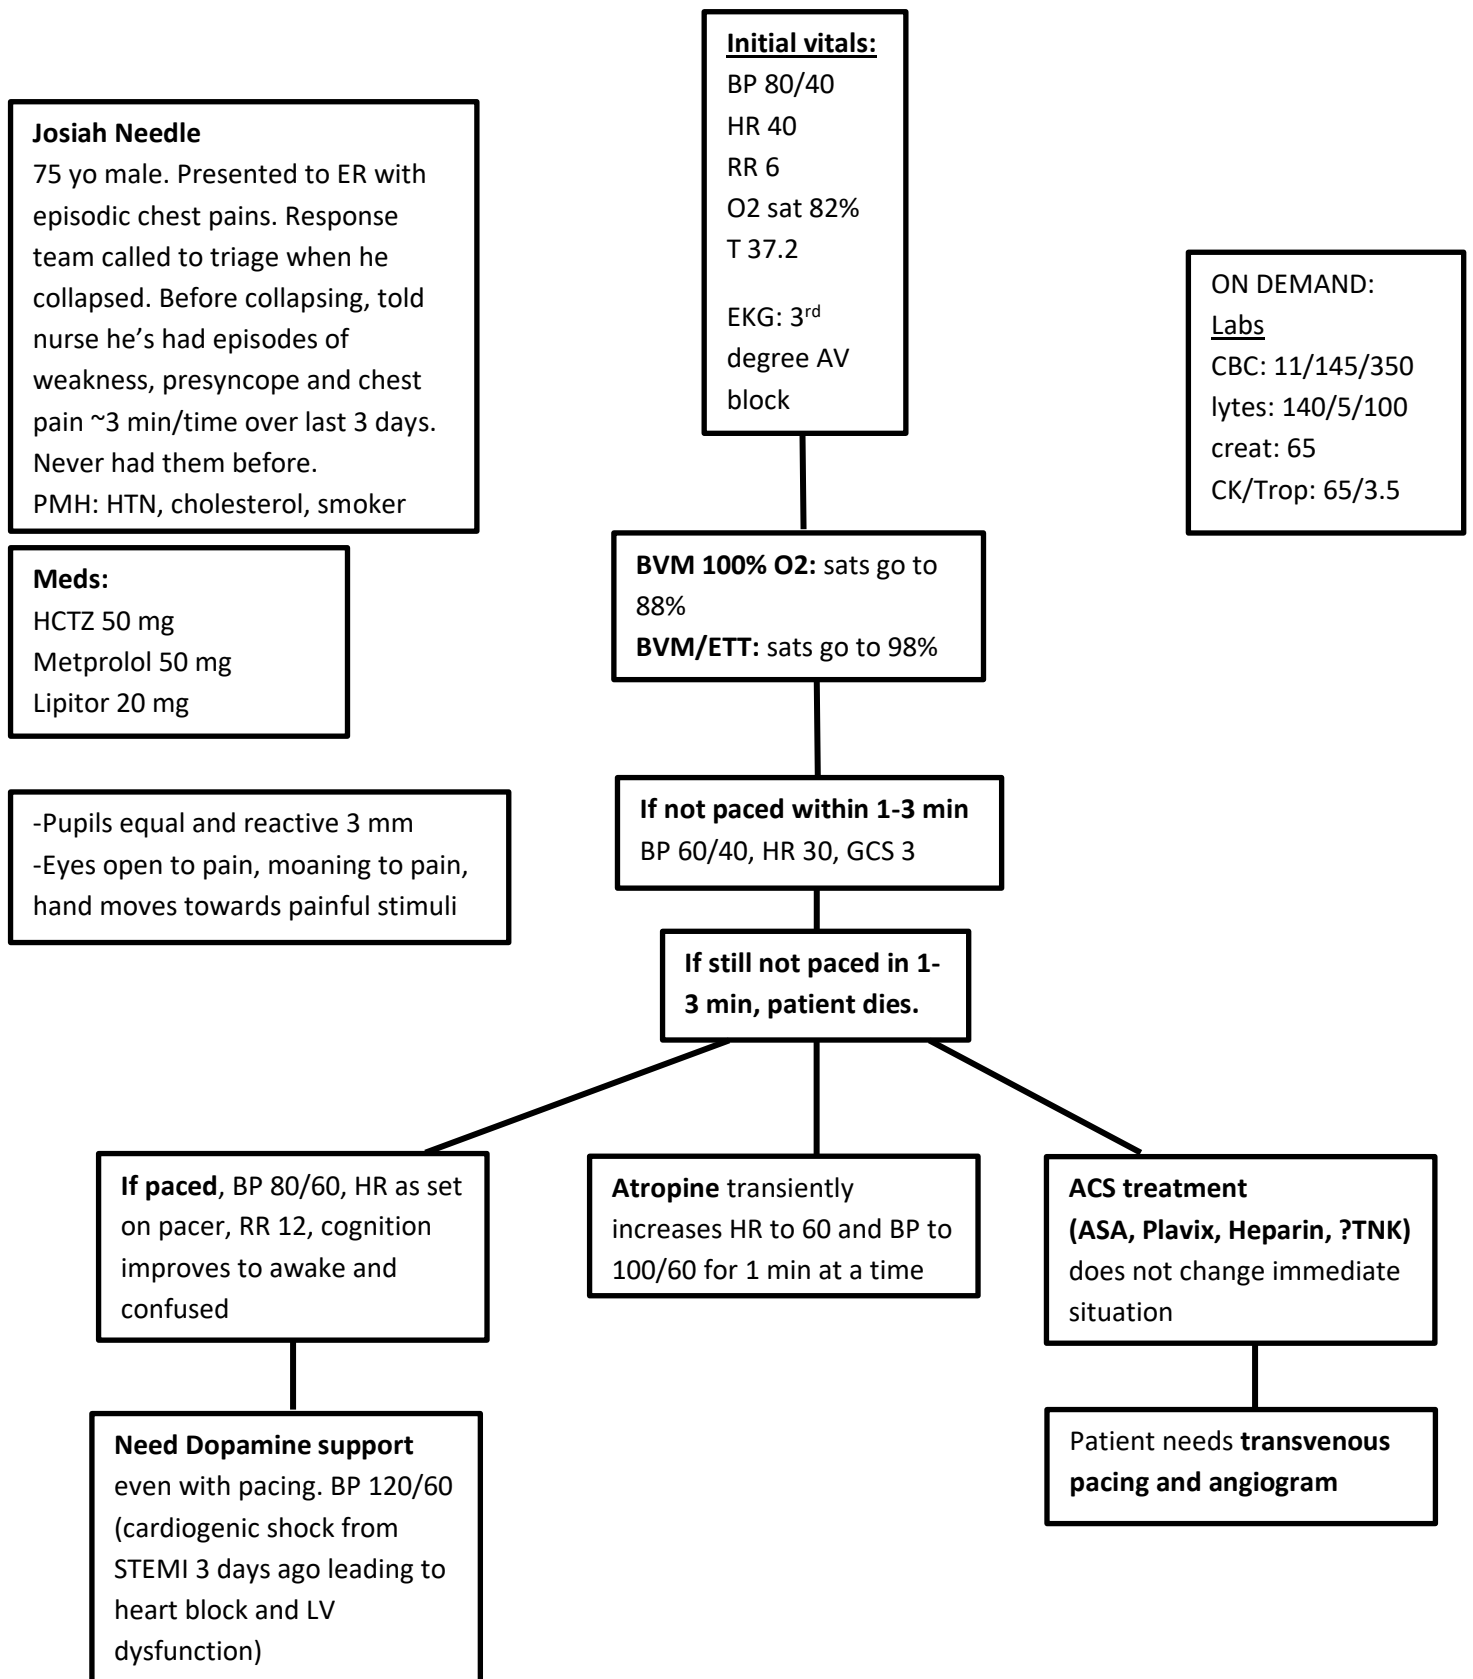 Initial vitals:
BP 80/40
HR 40
RR 6
O2 sat 82%
T 37.2
EKG: 3rd
degree AV
block
Josiah Needle
75 yo male. Presented to ER with
episodic chest pains. Response
team called to triage when he
collapsed. Before collapsing, told
nurse he’s had episodes of
weakness, presyncope and chest
pain ~3 min/time over last 3 days.
Never had them before.
PMH: HTN, cholesterol, smoker
ON DEMAND:
Labs
CBC: 11/145/350
lytes: 140/5/100
creat: 65
CK/Trop: 65/3.5
Meds:
HCTZ 50 mg
Metprolol 50 mg
Lipitor 20 mg
BVM 100% O2: sats go to
88%
BVM/ETT: sats go to 98%
-Pupils equal and reactive 3 mm
-Eyes open to pain, moaning to pain,
hand moves towards painful stimuli
If not paced within 1-3 min
BP 60/40, HR 30, GCS 3
If still not paced in 1-
3 min, patient dies.
If paced, BP 80/60, HR as set
on pacer, RR 12, cognition
improves to awake and
confused
Atropine transiently
increases HR to 60 and BP to
100/60 for 1 min at a time
ACS treatment
(ASA, Plavix, Heparin, ?TNK)
does not change immediate
situation
Need Dopamine support
even with pacing. BP 120/60
(cardiogenic shock from
STEMI 3 days ago leading to
heart block and LV
dysfunction)
Patient needs transvenous
pacing and angiogram